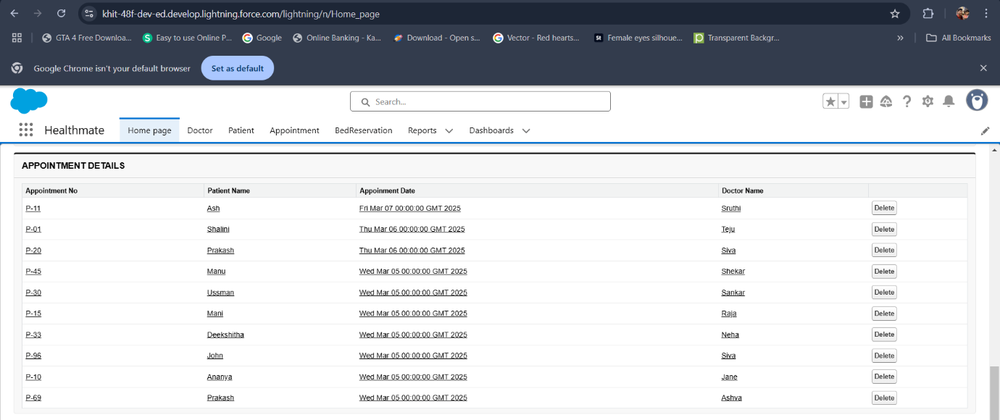 khit-48f-dev-ed.develop.lightning.force.com/lightning/n/Home_page
GTA 4 Free Downloa... S Easy to use Online P... Google Online Banking - Ka... Download - Open s... Vector - Red hearts... St Female eyes silhoue... Transparent Backgr... » All Bookmarks
Google Chrome isn't your default browser Set as default
Search...
Healthmate Home page Doctor Patient Appointment BedReservation Reports Dashboards
APPOINTMENT DETAILS
Appointment No Patient Name Appoinment Date Doctor Name
P-11 Ash Fri Mar 07 00:00:00 GMT 2025 Sruthi Delete
P-01 Shalini Thu Mar 06 00:00:00 GMT 2025 Teju Delete
P-20 Prakash Thu Mar 06 00:00:00 GMT 2025 Siva Delete
P-45 Manu Wed Mar 05 00:00:00 GMT 2025 Shekar Delete
P-30 Ussman Wed Mar 05 00:00:00 GMT 2025 Sankar Delete
P-15 Mani Wed Mar 05 00:00:00 GMT 2025 Raja Delete
P-33 Deekshitha Wed Mar 05 00:00:00 GMT 2025 Neha Delete
P-96 John Wed Mar 05 00:00:00 GMT 2025 Siva Delete
P-10 Ananya Wed Mar 05 00:00:00 GMT 2025 Jane Delete
P-69 Prakash Wed Mar 05 00:00:00 GMT 2025 Ashva Delete